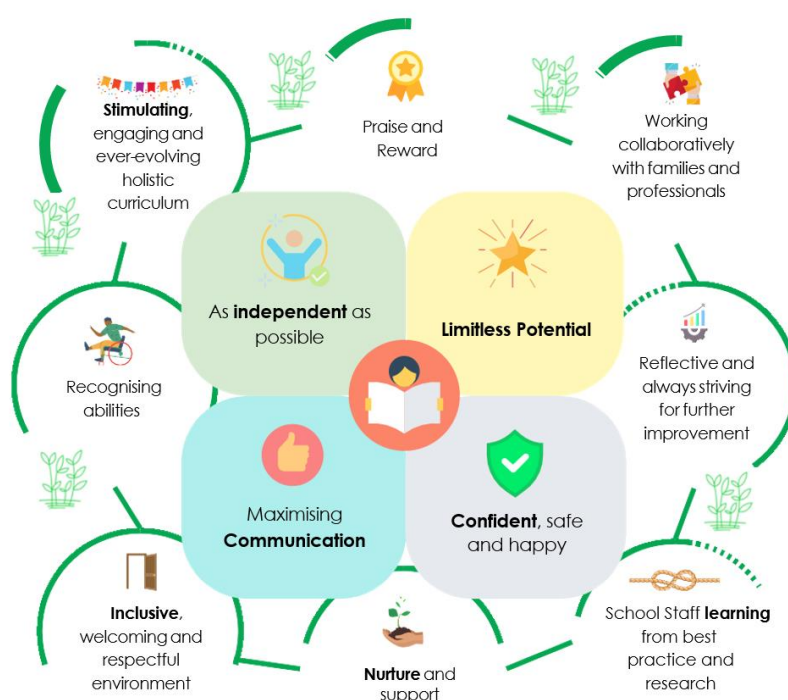 Stimulating,
engaging and
ever-evolving
holistic
curriculum
Praise and
Reward
Working
collaboratively
with families and
professionals
As independent as
possible
Limitless Potential
Recognising
abilities
Reflective and
always striving
for further
improvement
Maximising
Communication
Confident, safe
and happy
Inclusive,
welcoming and
respectful
environment
Nurture and
support
School Staff learning
from best
practice and
research